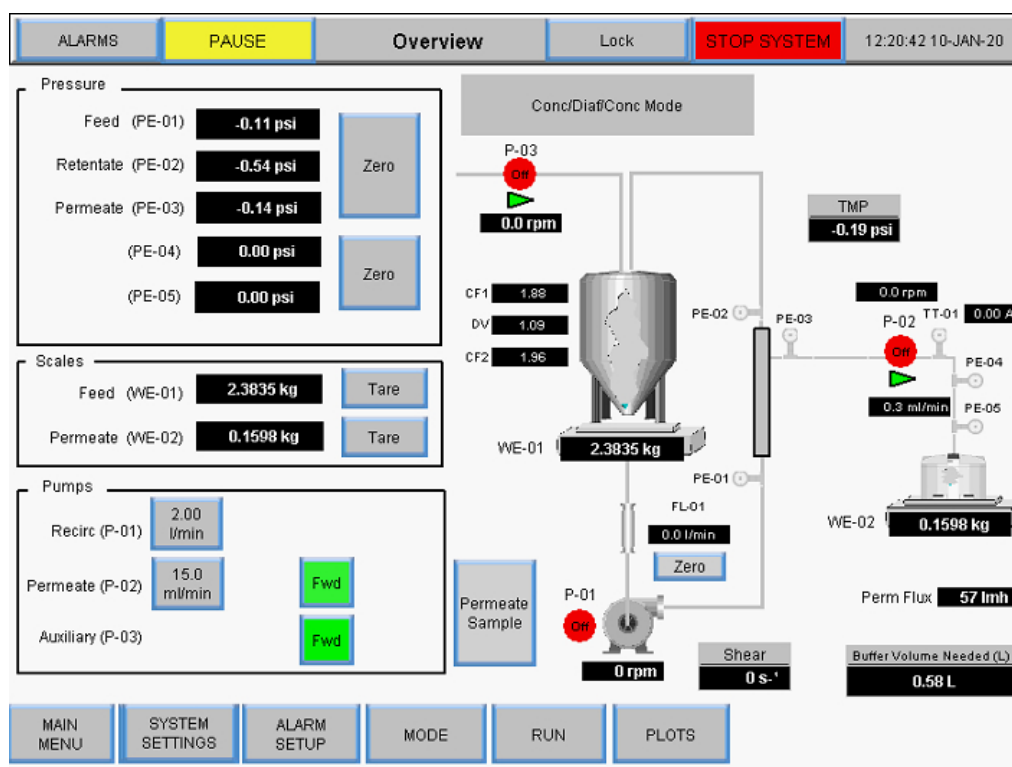 ALARMS
PAUSE
Overview
Lock
STOP SYSTEM
12:20:42 10-JAN-20
Pressure
Feed (PE-01) -0.11 psi
Retentate (PE-02) -0.54 psi
Permeate (PE-03) -0.14 psi
Zero
(PE-04) 0.00 psi
(PE-05) 0.00 psi
Zero
Scales
Feed (WE-01) 2.3835 kg Tare
Permeate (WE-02) 0.1598 kg Tare
Pumps
Recirc (P-01) 2.00
l/min
Permeate (P-02) 15.0
ml/min
Fwd
Auxiliary (P-03) Fwd
Conc/Diaf/Conc Mode
P-03
Off
0.0 rpm
CF1 1.88
DV 1.09
CF2 1.96
WE-01 2.3835 kg
PE-02
PE-03
PE-01
TMP
-0.19 psi
0.0 rpm
P-02
Off
0.3 ml/min
TT-01 0.00 A
PE-04
PE-05
WE-02 0.1598 kg
FL-01
0.0 l/min
Zero
P-01
Off
0 rpm
Permeate
Sample
Perm Flux 57 lmh
Shear
0 s-¹
Buffer Volume Needed (L)
0.58 L
MAIN
MENU
SYSTEM
SETTINGS
ALARM
SETUP
MODE
RUN
PLOTS